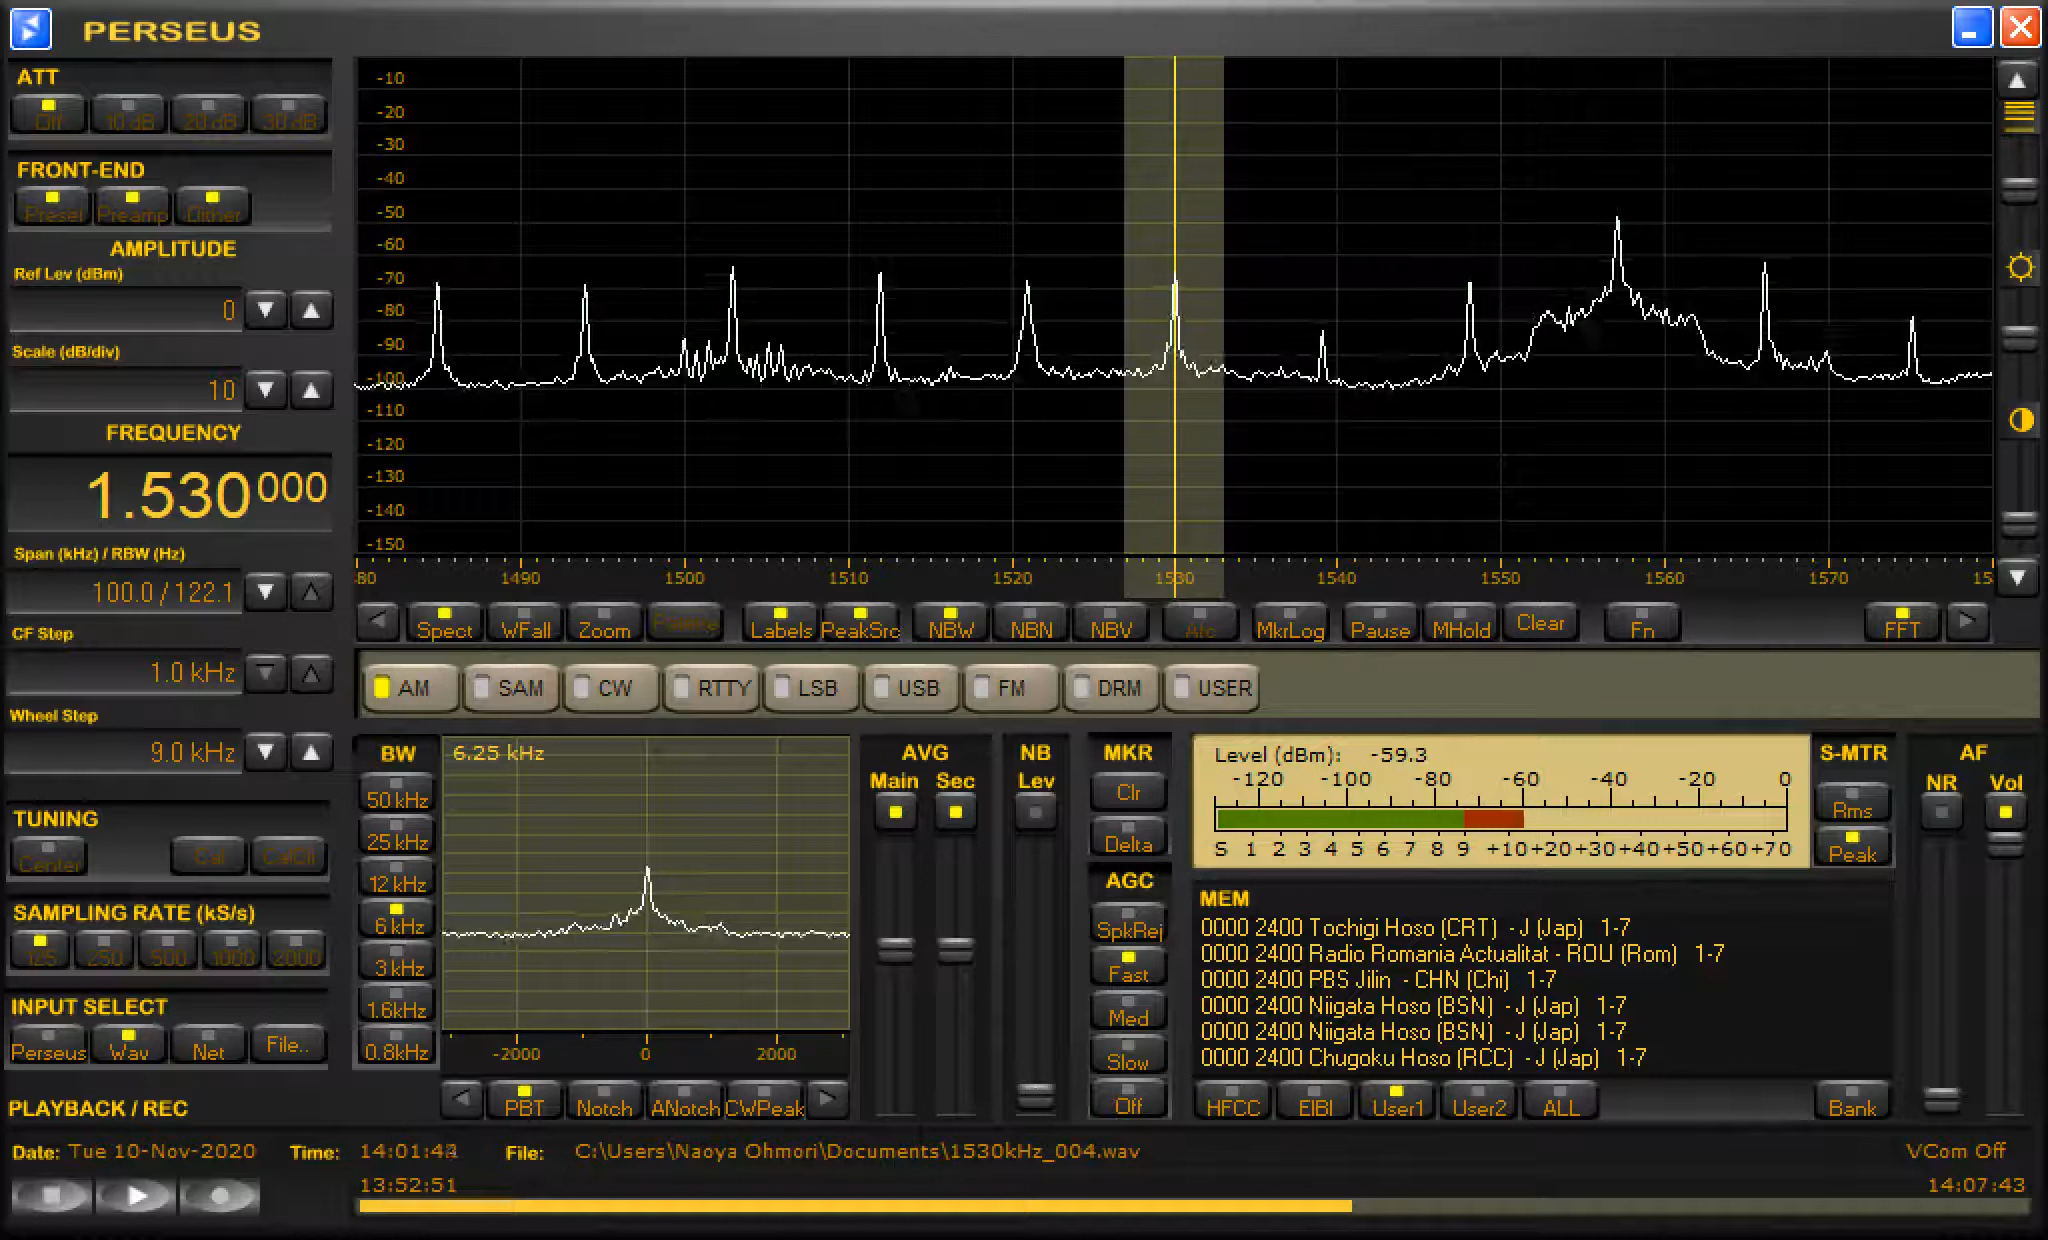 PERSEUS
ATT
Off 10 dB 20 dB 30 dB
FRONT-END
Presel Preamp Dither
AMPLITUDE
Ref Lev (dBm)
0
Scale (dB/div)
10
FREQUENCY
1.530 000
Span (kHz) / RBW (Hz)
100.0 / 122.1
CF Step
1.0 kHz
Wheel Step
9.0 kHz
TUNING
Center Cal CalClr
SAMPLING RATE (kS/s)
125 250 500 1000 2000
INPUT SELECT
Perseus Wav Net File..
-10
-20
-30
-40
-50
-60
-70
-80
-90
-100
-110
-120
-130
-140
-150
80 1490 1500 1510 1520 1530 1540 1550 1560 1570 15
Spect WFall Zoom Labels PeakSrc NBW NBN NBV Afc MkrLog Pause MHold Clear Fn FFT
AM SAM CW RTTY LSB USB FM DRM USER
BW
50 kHz
25 kHz
12 kHz
6 kHz
3 kHz
1.6kHz
0.8kHz
6.25 kHz
-2000 0 2000
PBT Notch ANotch CWPeak
AVG
Main Sec
NB
Lev
MKR
Clr
Delta
AGC
SpkRej
Fast
Med
Slow
Off
Level (dBm): -59.3
-120 -100 -80 -60 -40 -20 0
S 1 2 3 4 5 6 7 8 9 +10 +20 +30 +40 +50 +60 +70
S-MTR
Rms
Peak
AF
NR Vol
MEM
0000 2400 Tochigi Hoso (CRT) - J (Jap) 1-7
0000 2400 Radio Romania Actualitat - ROU (Rom) 1-7
0000 2400 PBS Jilin - CHN (Chi) 1-7
0000 2400 Niigata Hoso (BSN) - J (Jap) 1-7
0000 2400 Niigata Hoso (BSN) - J (Jap) 1-7
0000 2400 Chugoku Hoso (RCC) - J (Jap) 1-7
HFCC EIBI User1 User2 ALL Bank
PLAYBACK / REC
Date: Tue 10-Nov-2020 Time: File: C:\Users\Naoya Ohmori\Documents\1530kHz_004.wav VCom Off
13:52:51 14:07:43